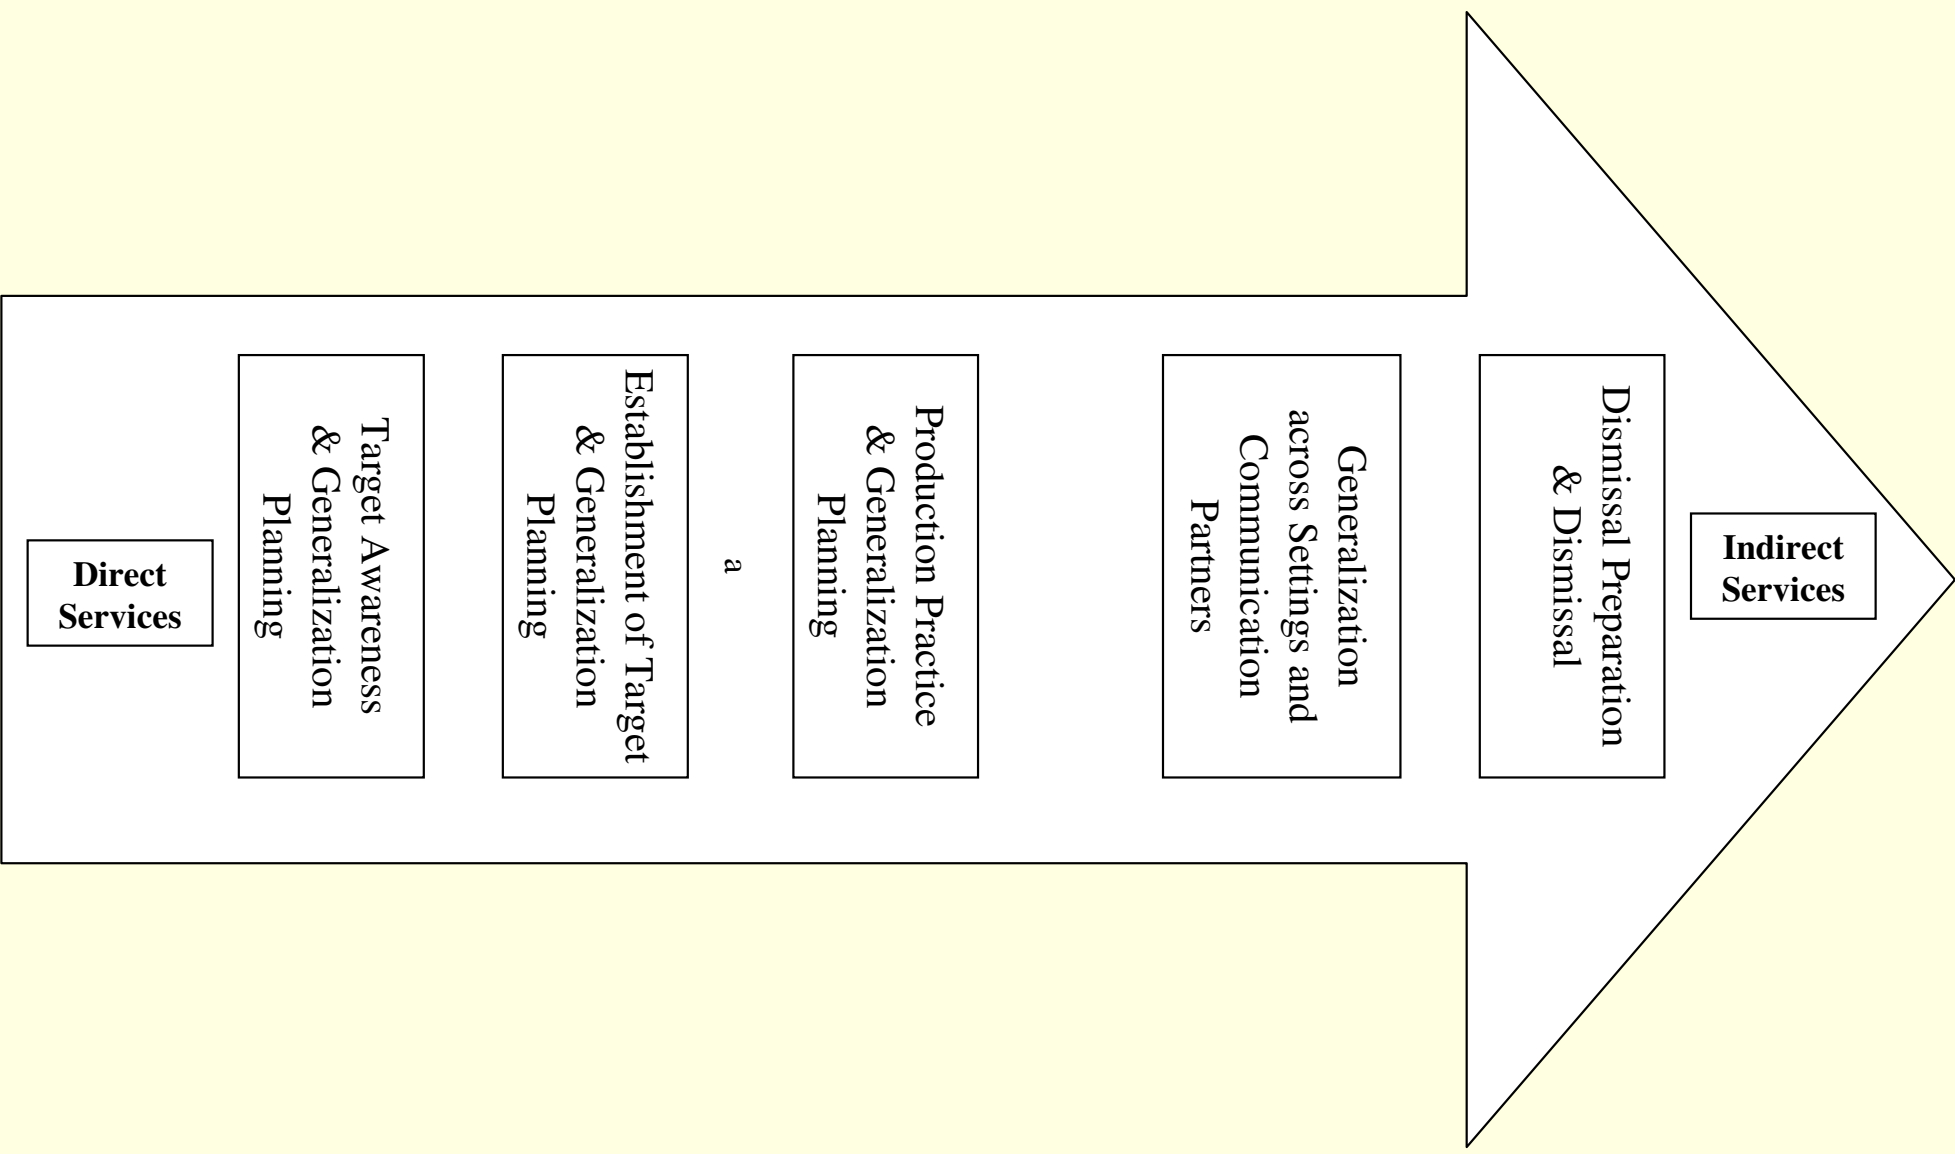 Direct
Services
Target Awareness
& Generalization
Planning
Establishment of Target
& Generalization
Planning
a
Production Practice
& Generalization
Planning
Generalization
across Settings and
Communication
Partners
Dismissal Preparation
& Dismissal
Indirect
Services